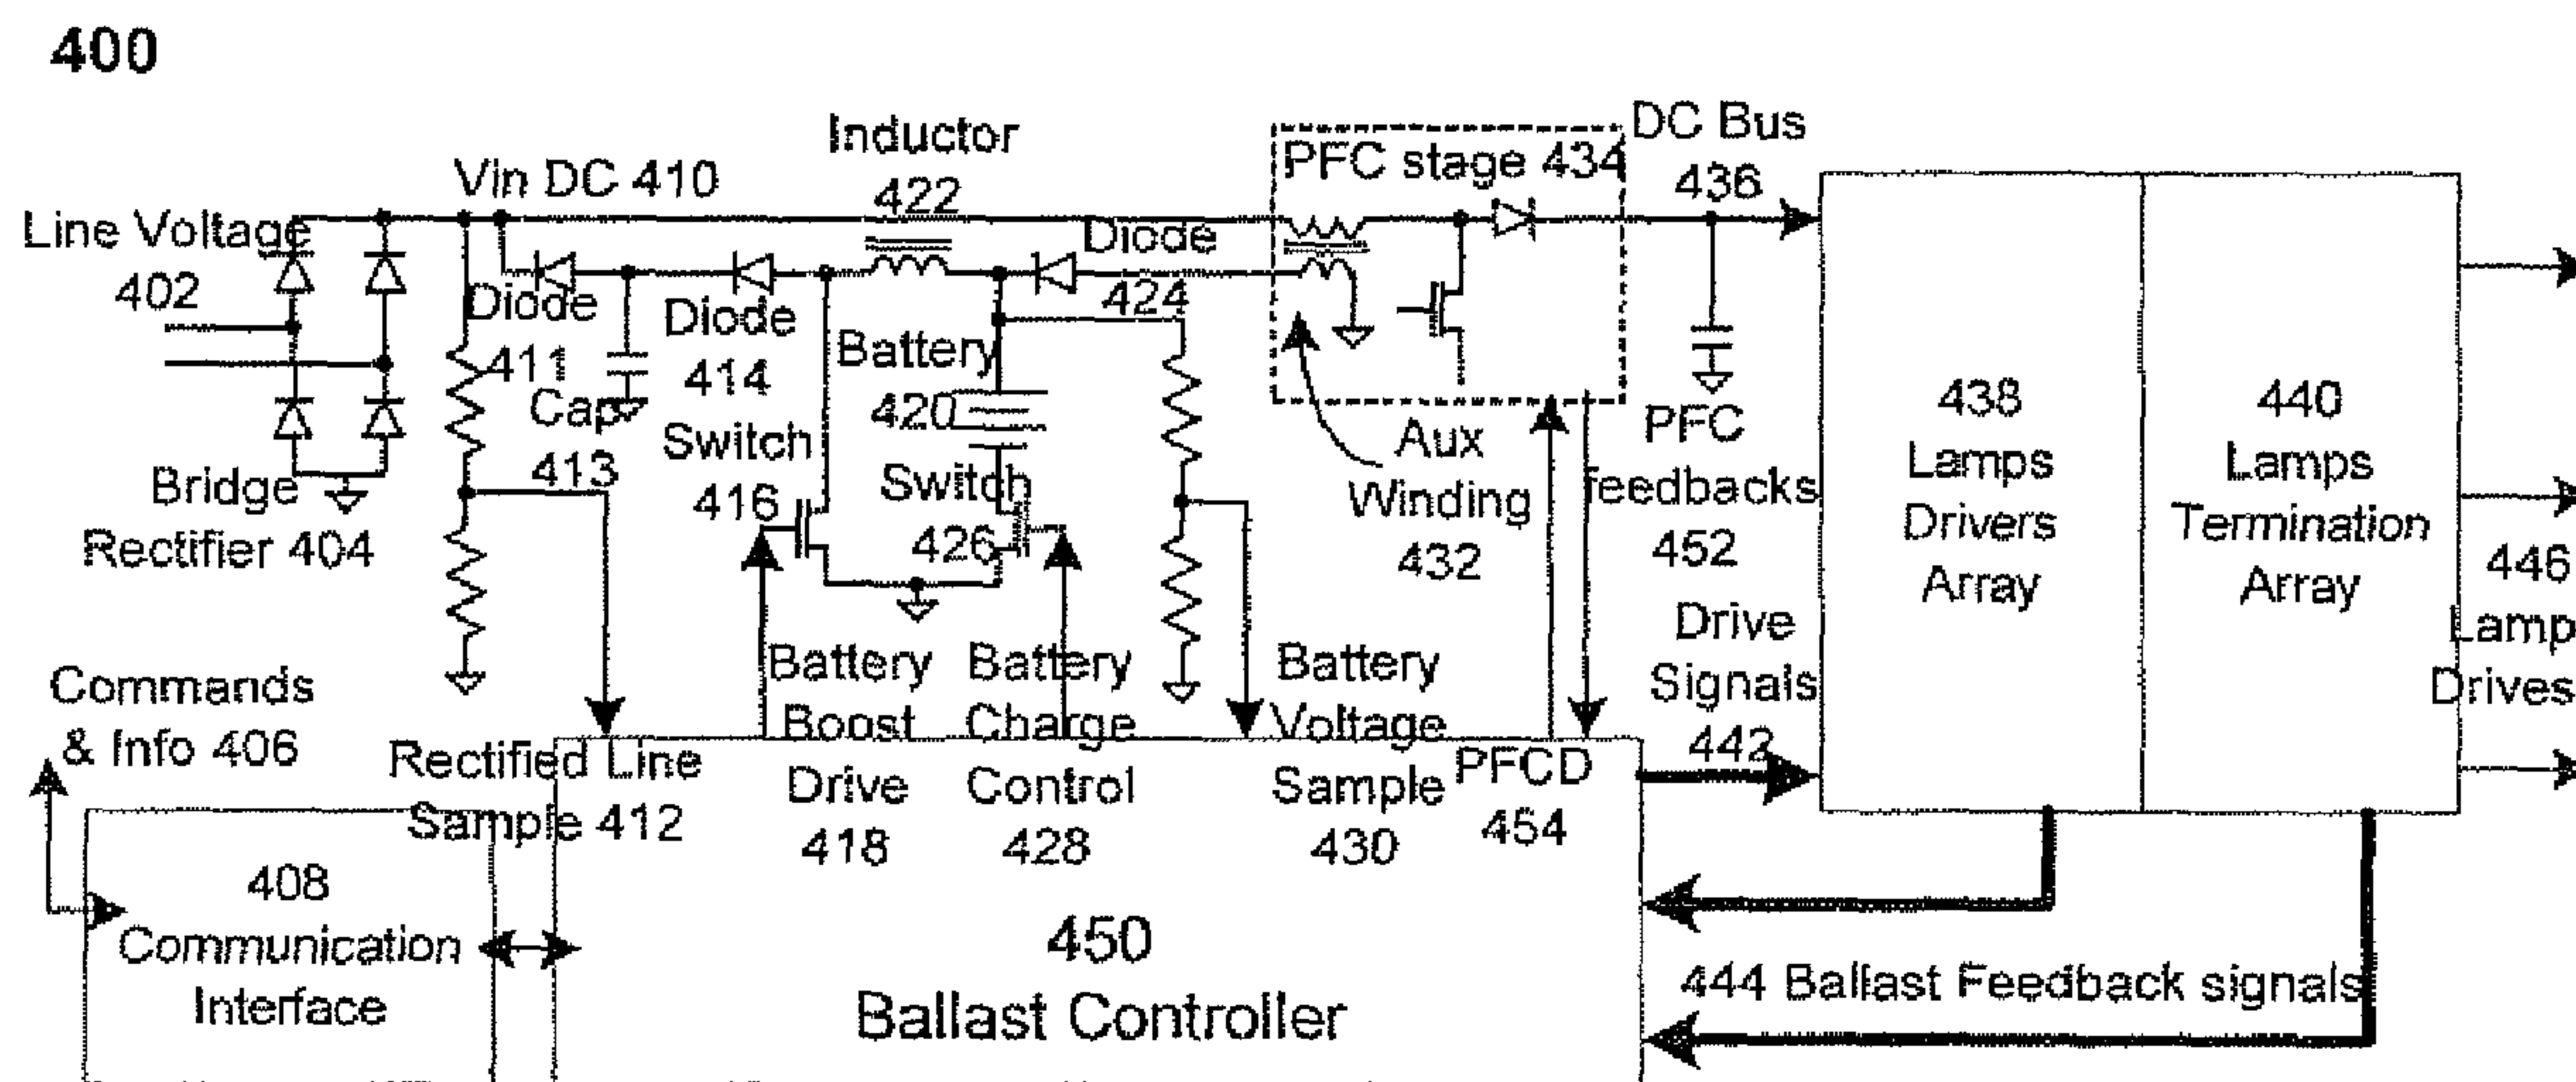 400
Line Voltage
402
Vin DC 410
Inductor
422
Diode
424
PFC stage 434
DC Bus
436
Diode
411
Cap
413
Diode
414
Switch
416
Battery
420
Switch
426
Bridge
Rectifier 404
Aux
Winding
432
PFC
feedbacks
452
Drive
Signals
442
438
Lamps
Drivers
Array
440
Lamps
Termination
Array
446
Lamp
Drives
Commands
& Info 406
Rectified Line
Sample 412
Battery
Boost
Drive
418
Battery
Charge
Control
428
Battery
Voltage
Sample
430
PFCD
454
408
Communication
Interface
450
Ballast Controller
444 Ballast Feedback signals